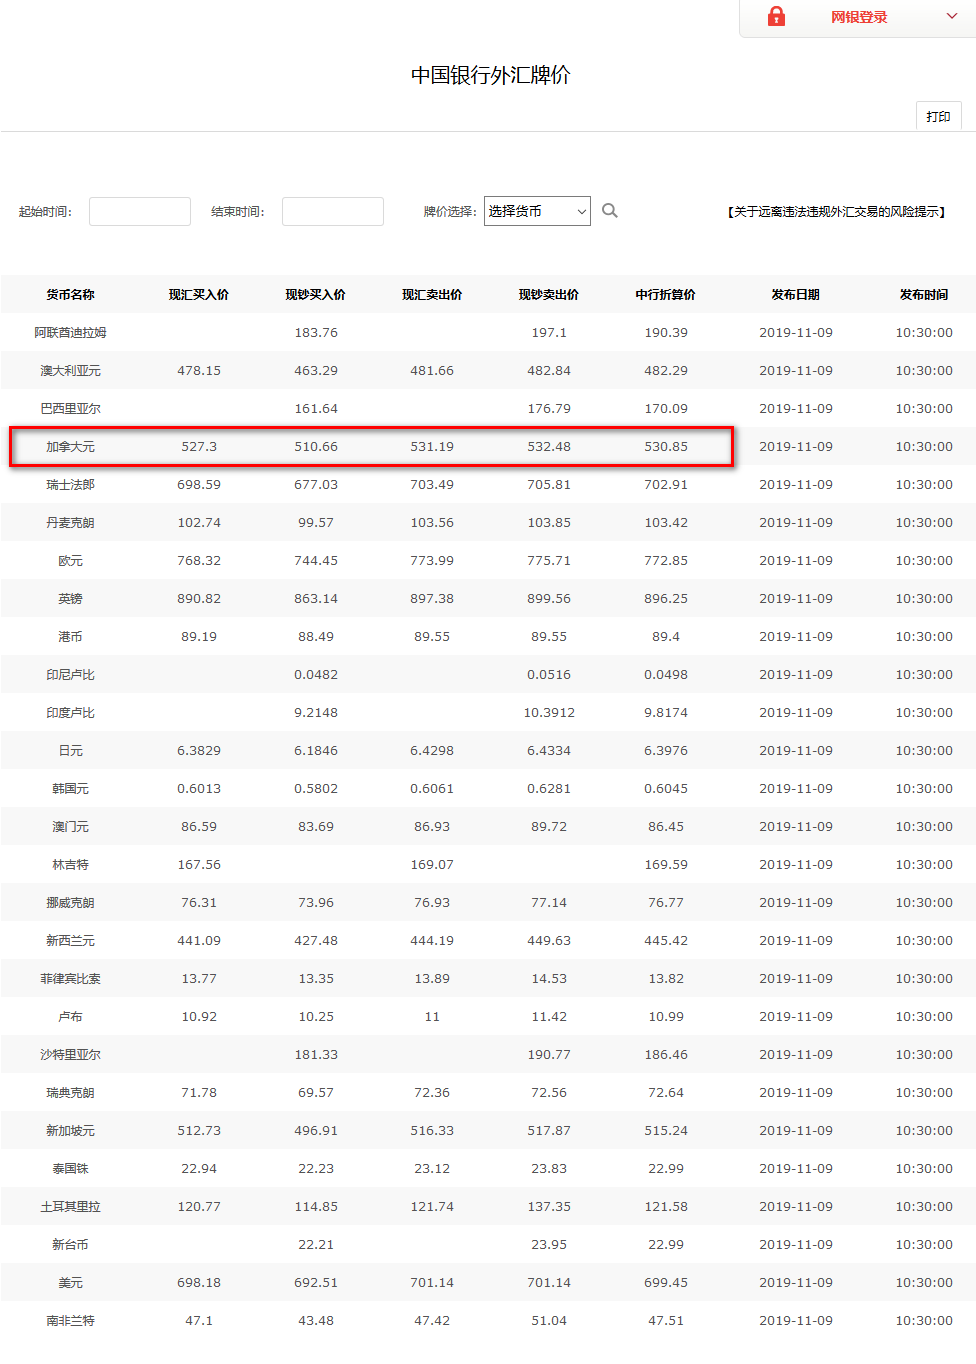 网银登录
中国银行外汇牌价
打印
起始时间： 结束时间： 牌价选择： 选择货币 【关于远离违法违规外汇交易的风险提示】
货币名称 现汇买入价 现钞买入价 现汇卖出价 现钞卖出价 中行折算价 发布日期 发布时间
阿联酋迪拉姆 183.76 197.1 190.39 2019-11-09 10:30:00
澳大利亚元 478.15 463.29 481.66 482.84 482.29 2019-11-09 10:30:00
巴西里亚尔 161.64 176.79 170.09 2019-11-09 10:30:00
加拿大元 527.3 510.66 531.19 532.48 530.85 2019-11-09 10:30:00
瑞士法郎 698.59 677.03 703.49 705.81 702.91 2019-11-09 10:30:00
丹麦克朗 102.74 99.57 103.56 103.85 103.42 2019-11-09 10:30:00
欧元 768.32 744.45 773.99 775.71 772.85 2019-11-09 10:30:00
英镑 890.82 863.14 897.38 899.56 896.25 2019-11-09 10:30:00
港币 89.19 88.49 89.55 89.55 89.4 2019-11-09 10:30:00
印尼卢比 0.0482 0.0516 0.0498 2019-11-09 10:30:00
印度卢比 9.2148 10.3912 9.8174 2019-11-09 10:30:00
日元 6.3829 6.1846 6.4298 6.4334 6.3976 2019-11-09 10:30:00
韩国元 0.6013 0.5802 0.6061 0.6281 0.6045 2019-11-09 10:30:00
澳门元 86.59 83.69 86.93 89.72 86.45 2019-11-09 10:30:00
林吉特 167.56 169.07 169.59 2019-11-09 10:30:00
挪威克朗 76.31 73.96 76.93 77.14 76.77 2019-11-09 10:30:00
新西兰元 441.09 427.48 444.19 449.63 445.42 2019-11-09 10:30:00
菲律宾比索 13.77 13.35 13.89 14.53 13.82 2019-11-09 10:30:00
卢布 10.92 10.25 11 11.42 10.99 2019-11-09 10:30:00
沙特里亚尔 181.33 190.77 186.46 2019-11-09 10:30:00
瑞典克朗 71.78 69.57 72.36 72.56 72.64 2019-11-09 10:30:00
新加坡元 512.73 496.91 516.33 517.87 515.24 2019-11-09 10:30:00
泰国铢 22.94 22.23 23.12 23.83 22.99 2019-11-09 10:30:00
土耳其里拉 120.77 114.85 121.74 137.35 121.58 2019-11-09 10:30:00
新台币 22.21 23.95 22.99 2019-11-09 10:30:00
美元 698.18 692.51 701.14 701.14 699.45 2019-11-09 10:30:00
南非兰特 47.1 43.48 47.42 51.04 47.51 2019-11-09 10:30:00